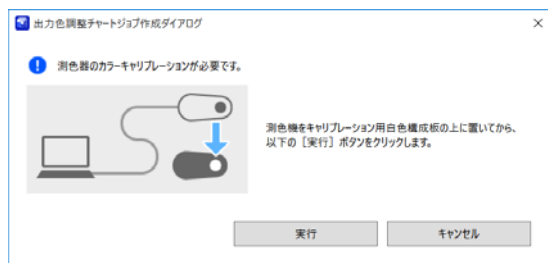 出力色調整チャートジョブ作成ダイアログ
測色器のカラーキャリブレーションが必要です。
測色機をキャリブレーション用白色構成板の上に置いてから、
以下の［実行］ボタンをクリックします。
実行
キャンセル